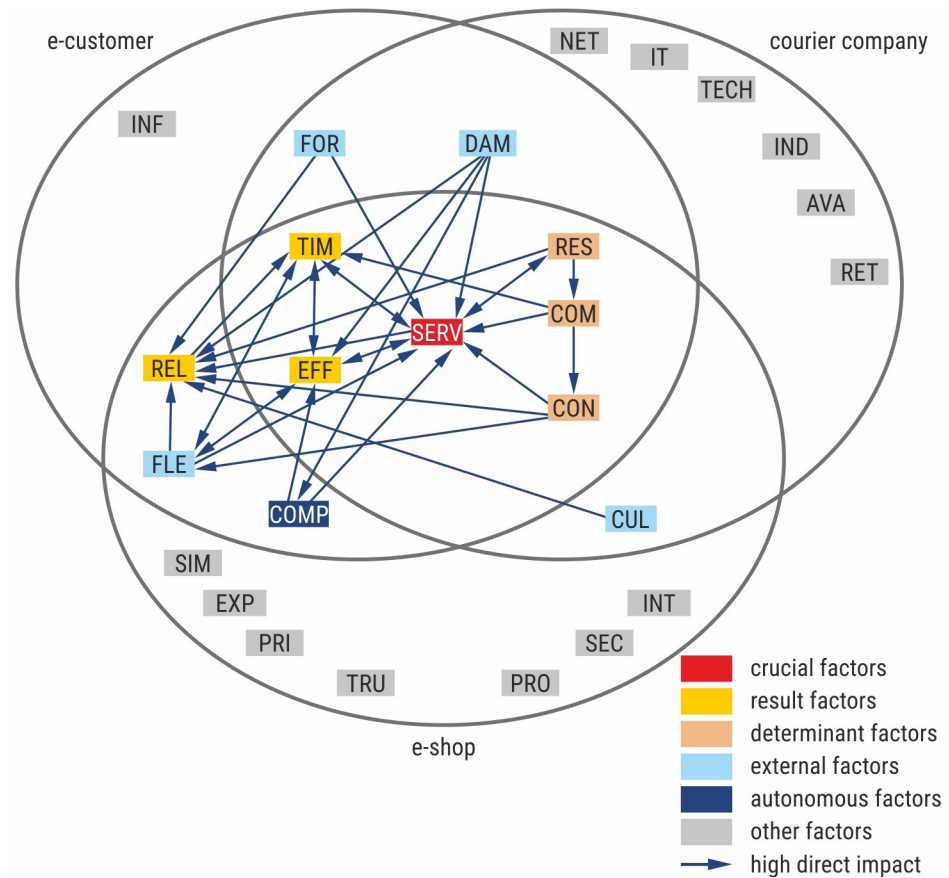 e-customer
courier company
NET
IT
TECH
INF
FOR
DAM
IND
AVA
TIM
RES
RET
COM
SERV
REL
EFF
CON
FLE
COMP
CUL
SIM
EXP
INT
PRI
SEC
TRU
PRO
e-shop
crucial factors
result factors
determinant factors
external factors
autonomous factors
other factors
high direct impact